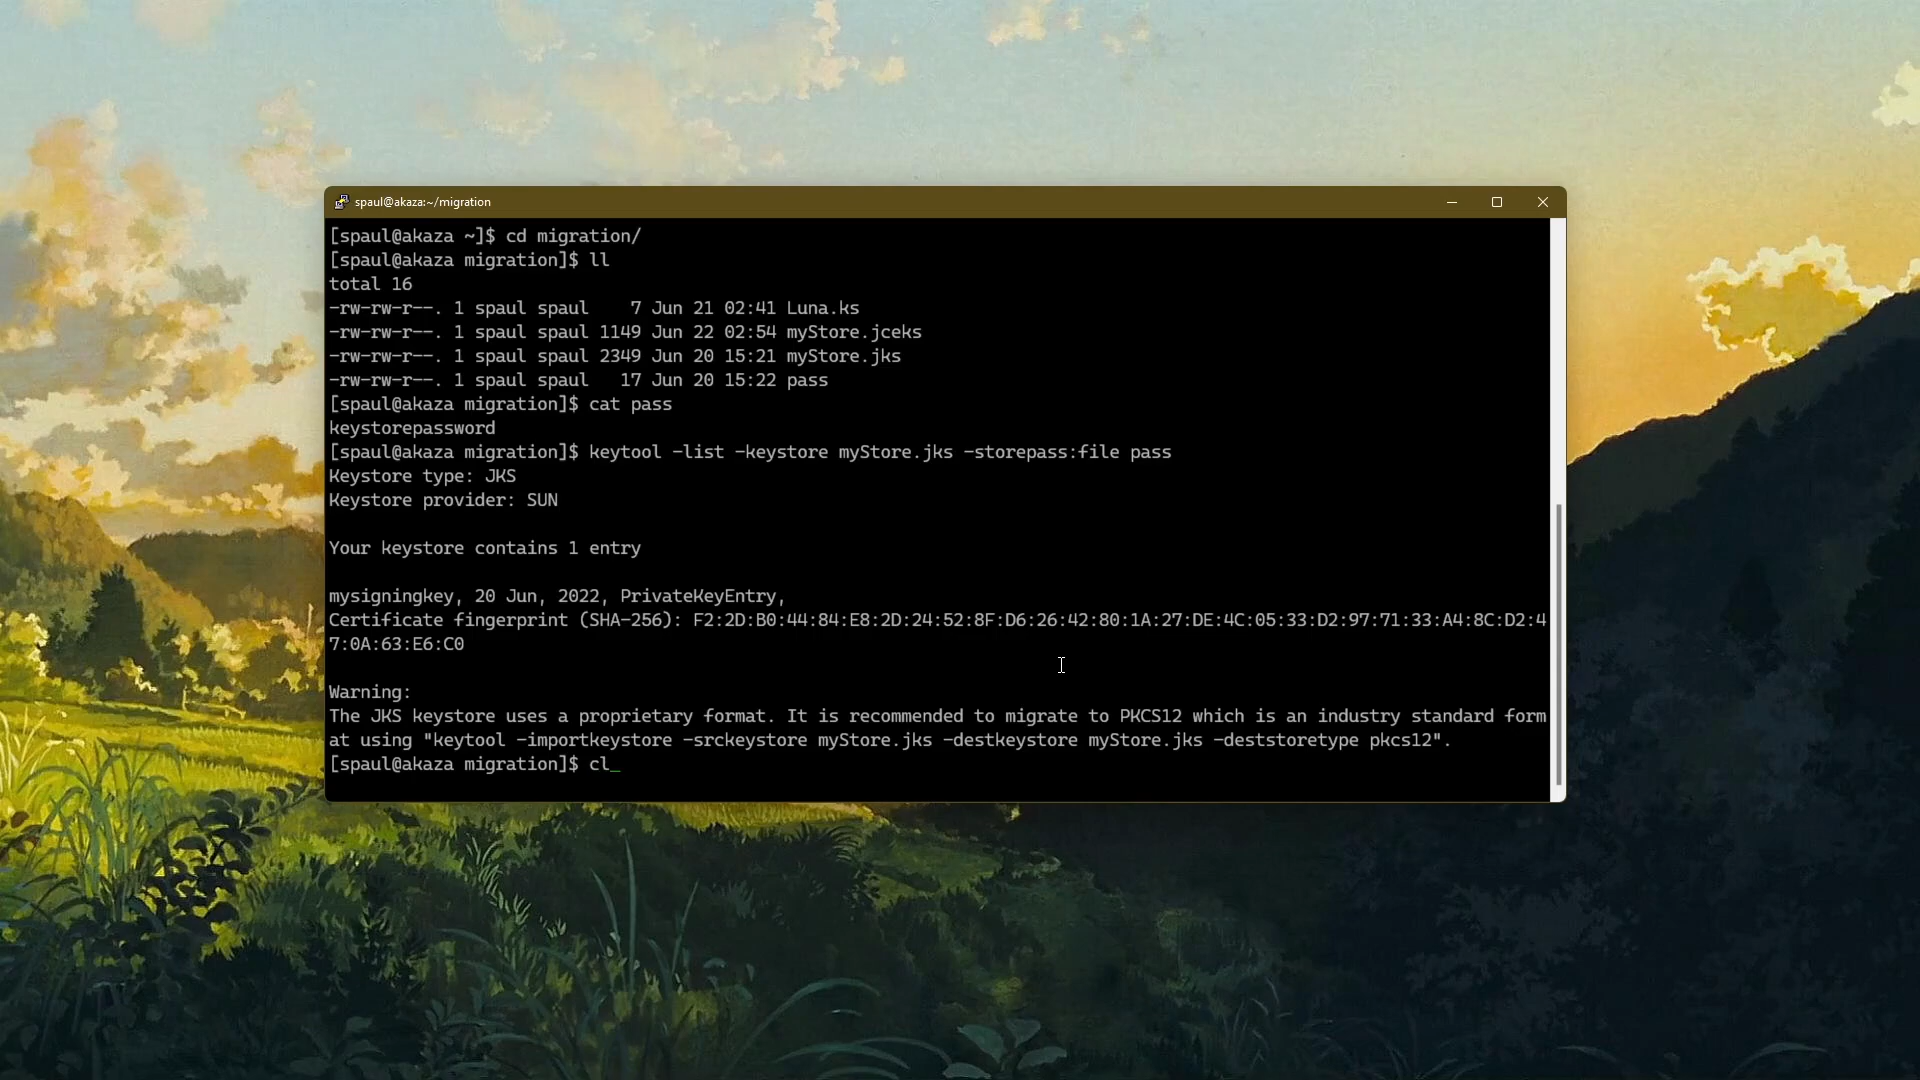 spaul@akaza:~/migration
[spaul@akaza ~]$ cd migration/
[spaul@akaza migration]$ ll
total 16
-rw-rw-r--. 1 spaul spaul    7 Jun 21 02:41 Luna.ks
-rw-rw-r--. 1 spaul spaul 1149 Jun 22 02:54 myStore.jceks
-rw-rw-r--. 1 spaul spaul 2349 Jun 20 15:21 myStore.jks
-rw-rw-r--. 1 spaul spaul   17 Jun 20 15:22 pass
[spaul@akaza migration]$ cat pass
keystorepassword
[spaul@akaza migration]$ keytool -list -keystore myStore.jks -storepass:file pass
Keystore type: JKS
Keystore provider: SUN
Your keystore contains 1 entry
mysigningkey, 20 Jun, 2022, PrivateKeyEntry,
Certificate fingerprint (SHA-256): F2:2D:B0:44:84:E8:2D:24:52:8F:D6:26:42:80:1A:27:DE:4C:05:33:D2:97:71:33:A4:8C:D2:4
7:0A:63:E6:C0
Warning:
The JKS keystore uses a proprietary format. It is recommended to migrate to PKCS12 which is an industry standard form
at using "keytool -importkeystore -srckeystore myStore.jks -destkeystore myStore.jks -deststoretype pkcs12".
[spaul@akaza migration]$ cl_